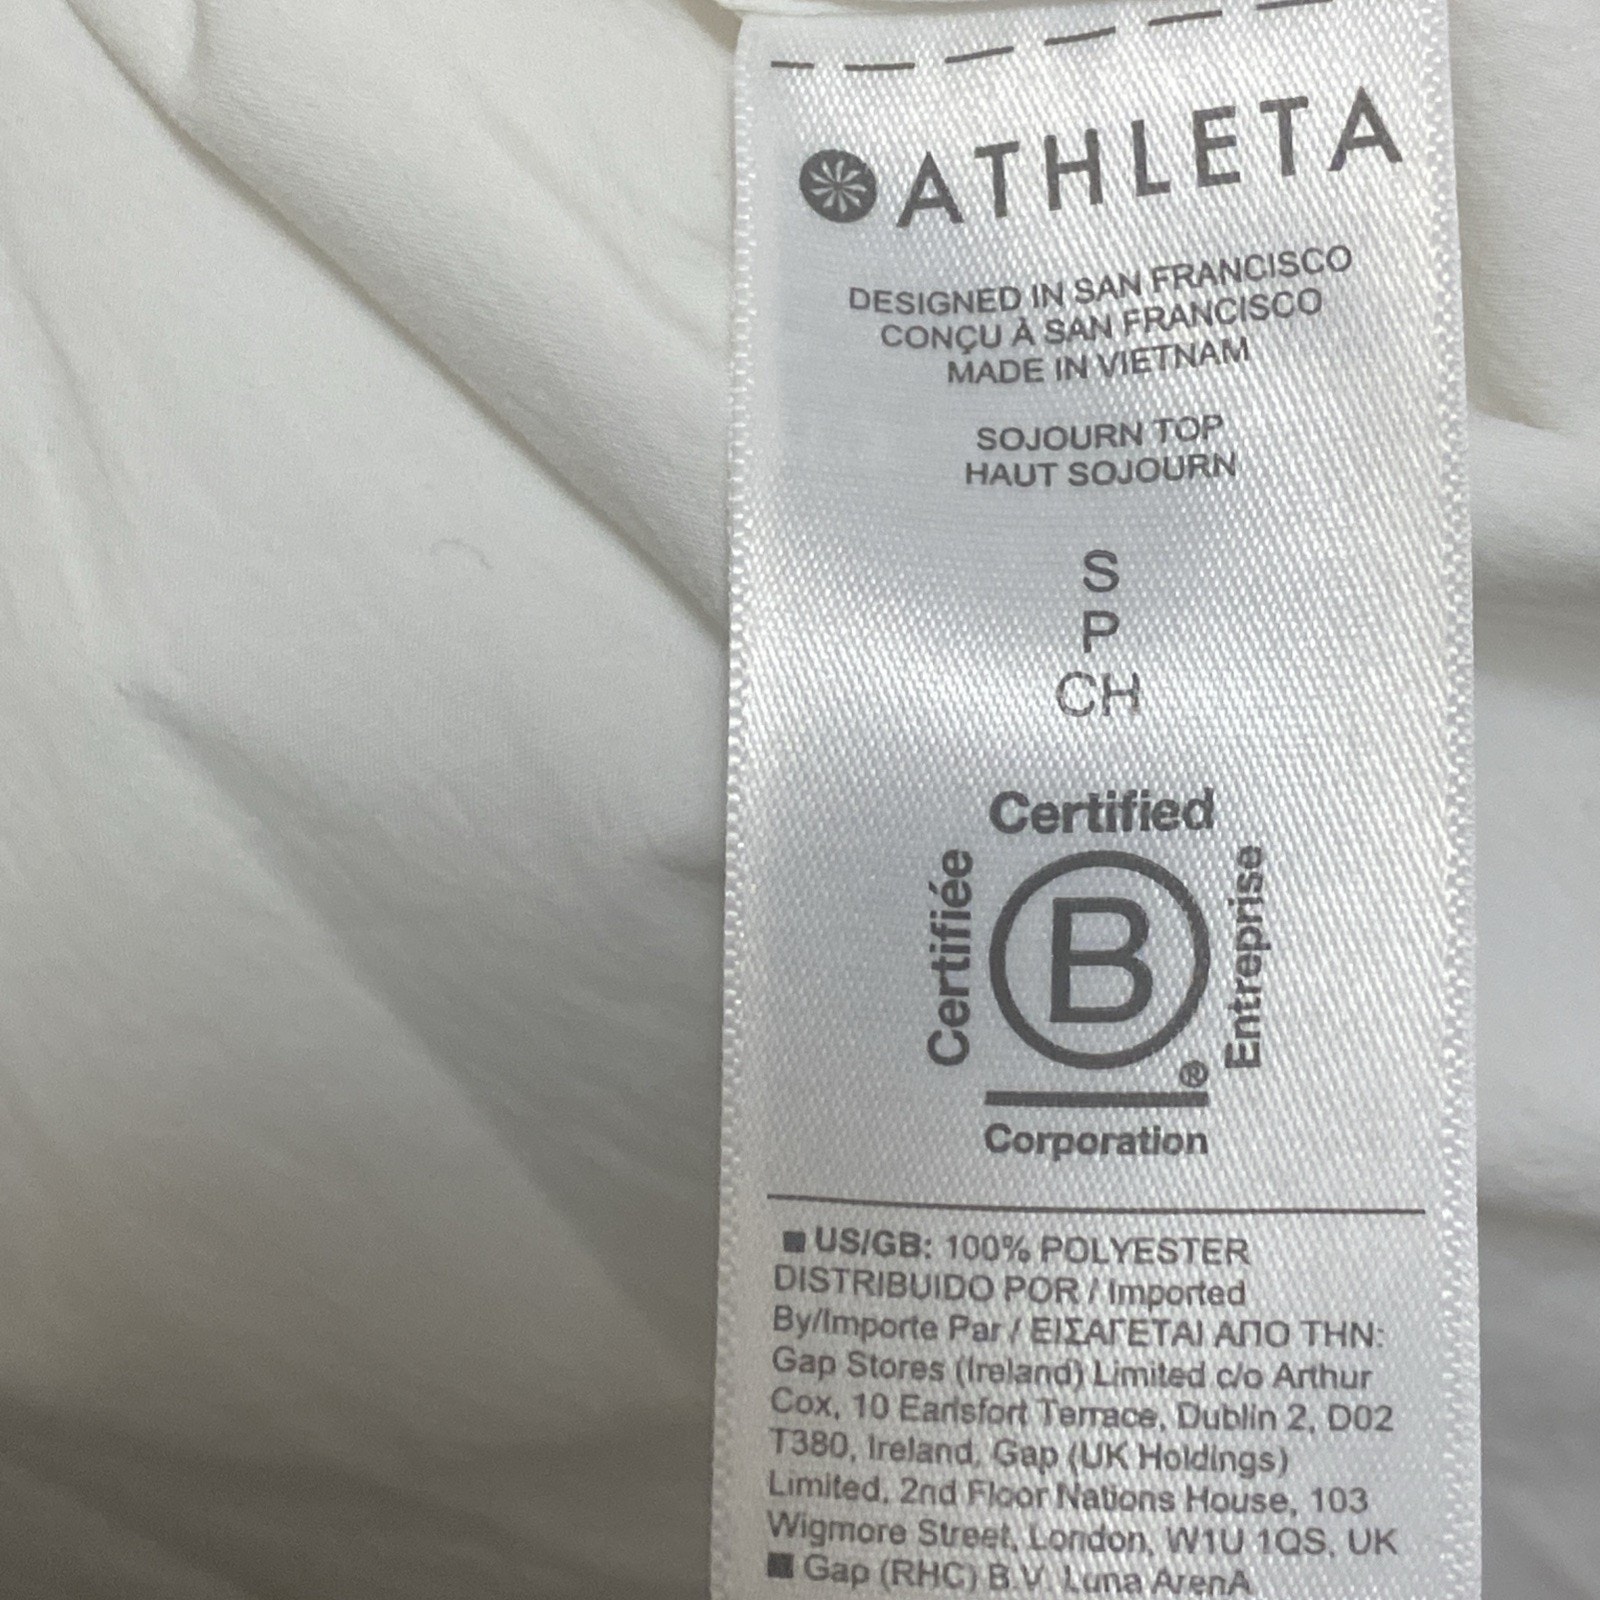 ATHLETA
DESIGNED IN SAN FRANCISCO
CONÇU À SAN FRANCISCO
MADE IN VIETNAM
SOJOURN TOP
HAUT SOJOURN
S
P
CH
Certified
Certifiée
B
Entreprise
®
Corporation
■ US/GB: 100% POLYESTER
DISTRIBUIDO POR / Imported
By/Importe Par / ΕΙΣΑΓΕΤΑΙ ΑΠΟ ΤΗΝ:
Gap Stores (Ireland) Limited c/o Arthur
Cox, 10 Earlsfort Terrace, Dublin 2, D02
T380, Ireland, Gap (UK Holdings)
Limited, 2nd Floor Nations House, 103
Wigmore Street, London, W1U 1QS, UK
■ Gap (RHC) B.V. Luna ArenA